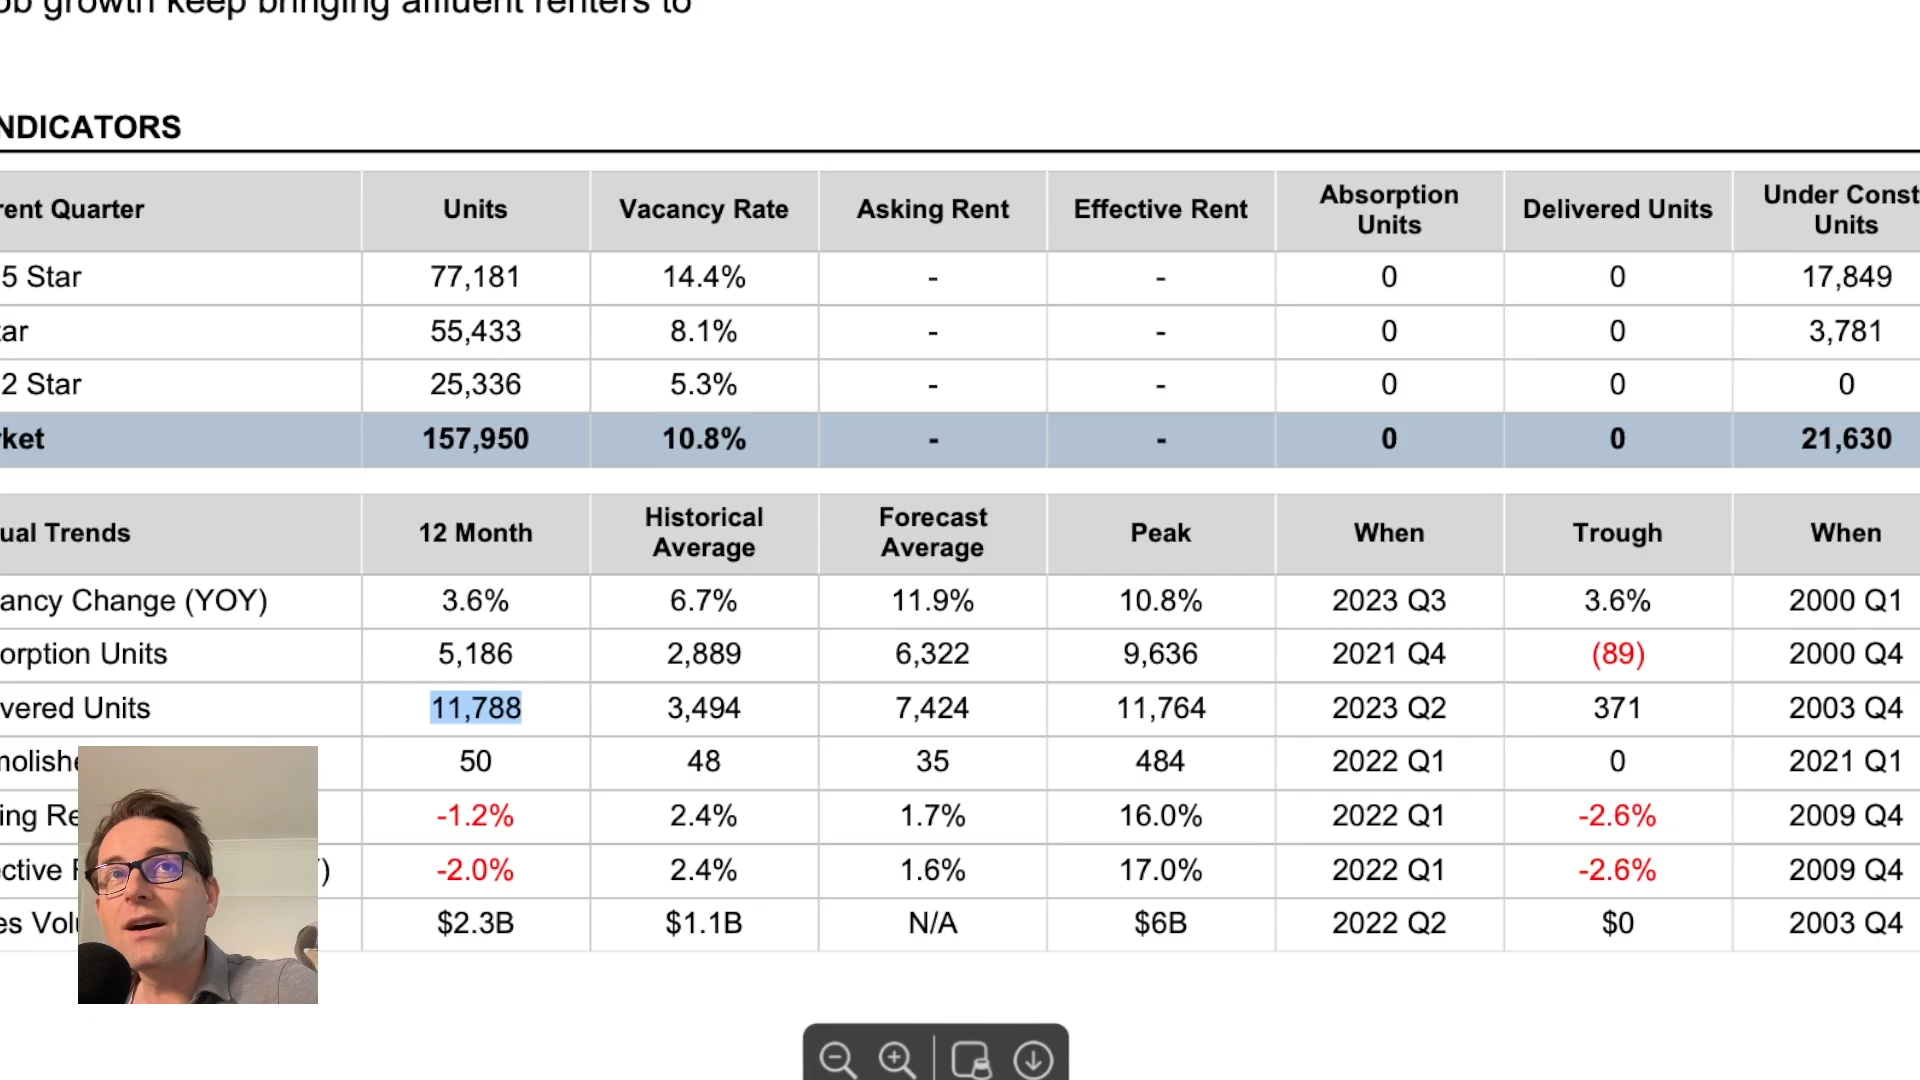 ob growth keep bringing affluent renters to
NDICATORS
rent Quarter Units Vacancy Rate Asking Rent Effective Rent Absorption Units Delivered Units Under Const Units
5 Star 77,181 14.4% - - 0 0 17,849
tar 55,433 8.1% - - 0 0 3,781
2 Star 25,336 5.3% - - 0 0 0
ket 157,950 10.8% - - 0 0 21,630
ual Trends 12 Month Historical Average Forecast Average Peak When Trough When
ancy Change (YOY) 3.6% 6.7% 11.9% 10.8% 2023 Q3 3.6% 2000 Q1
orption Units 5,186 2,889 6,322 9,636 2021 Q4 (89) 2000 Q4
vered Units 11,788 3,494 7,424 11,764 2023 Q2 371 2003 Q4
molishe 50 48 35 484 2022 Q1 0 2021 Q1
ing Re -1.2% 2.4% 1.7% 16.0% 2022 Q1 -2.6% 2009 Q4
ective ) -2.0% 2.4% 1.6% 17.0% 2022 Q1 -2.6% 2009 Q4
es Vol $2.3B $1.1B N/A $6B 2022 Q2 $0 2003 Q4